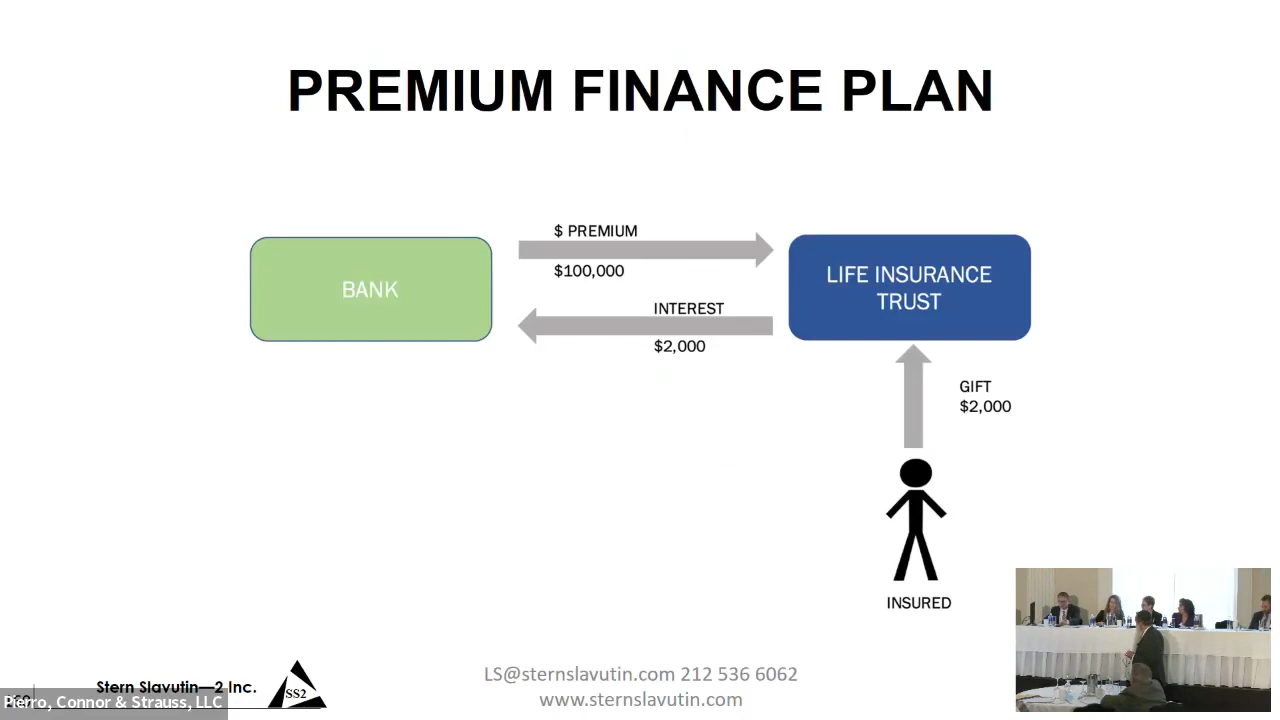 PREMIUM FINANCE PLAN
$ PREMIUM
BANK
$100,000
INTEREST
$2,000
LIFE INSURANCE
TRUST
GIFT
$2,000
INSURED
Stern Slavutin—2 Inc.
SS2
Pierro, Connor & Strauss, LLC
LS@sternslavutin.com 212 536 6062
www.sternslavutin.com